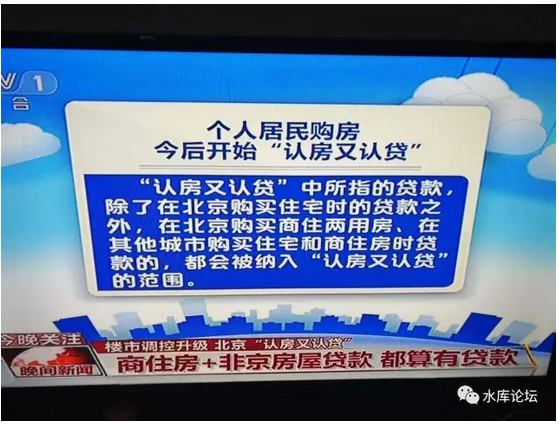 V 1
台
个人居民购房
今后开始“认房又认贷”
“认房又认贷”中所指的贷款，
除了在北京购买住宅时的贷款之
外，在北京购买商住两用房、在
其他城市购买住宅和商住房时贷
款的，都会被纳入“认房又认贷”
的范围。
今晚关注
楼市调控升级 北京“认房又认贷”
晚间新闻
商住房+非京房屋贷款 都算有贷款
水库论坛